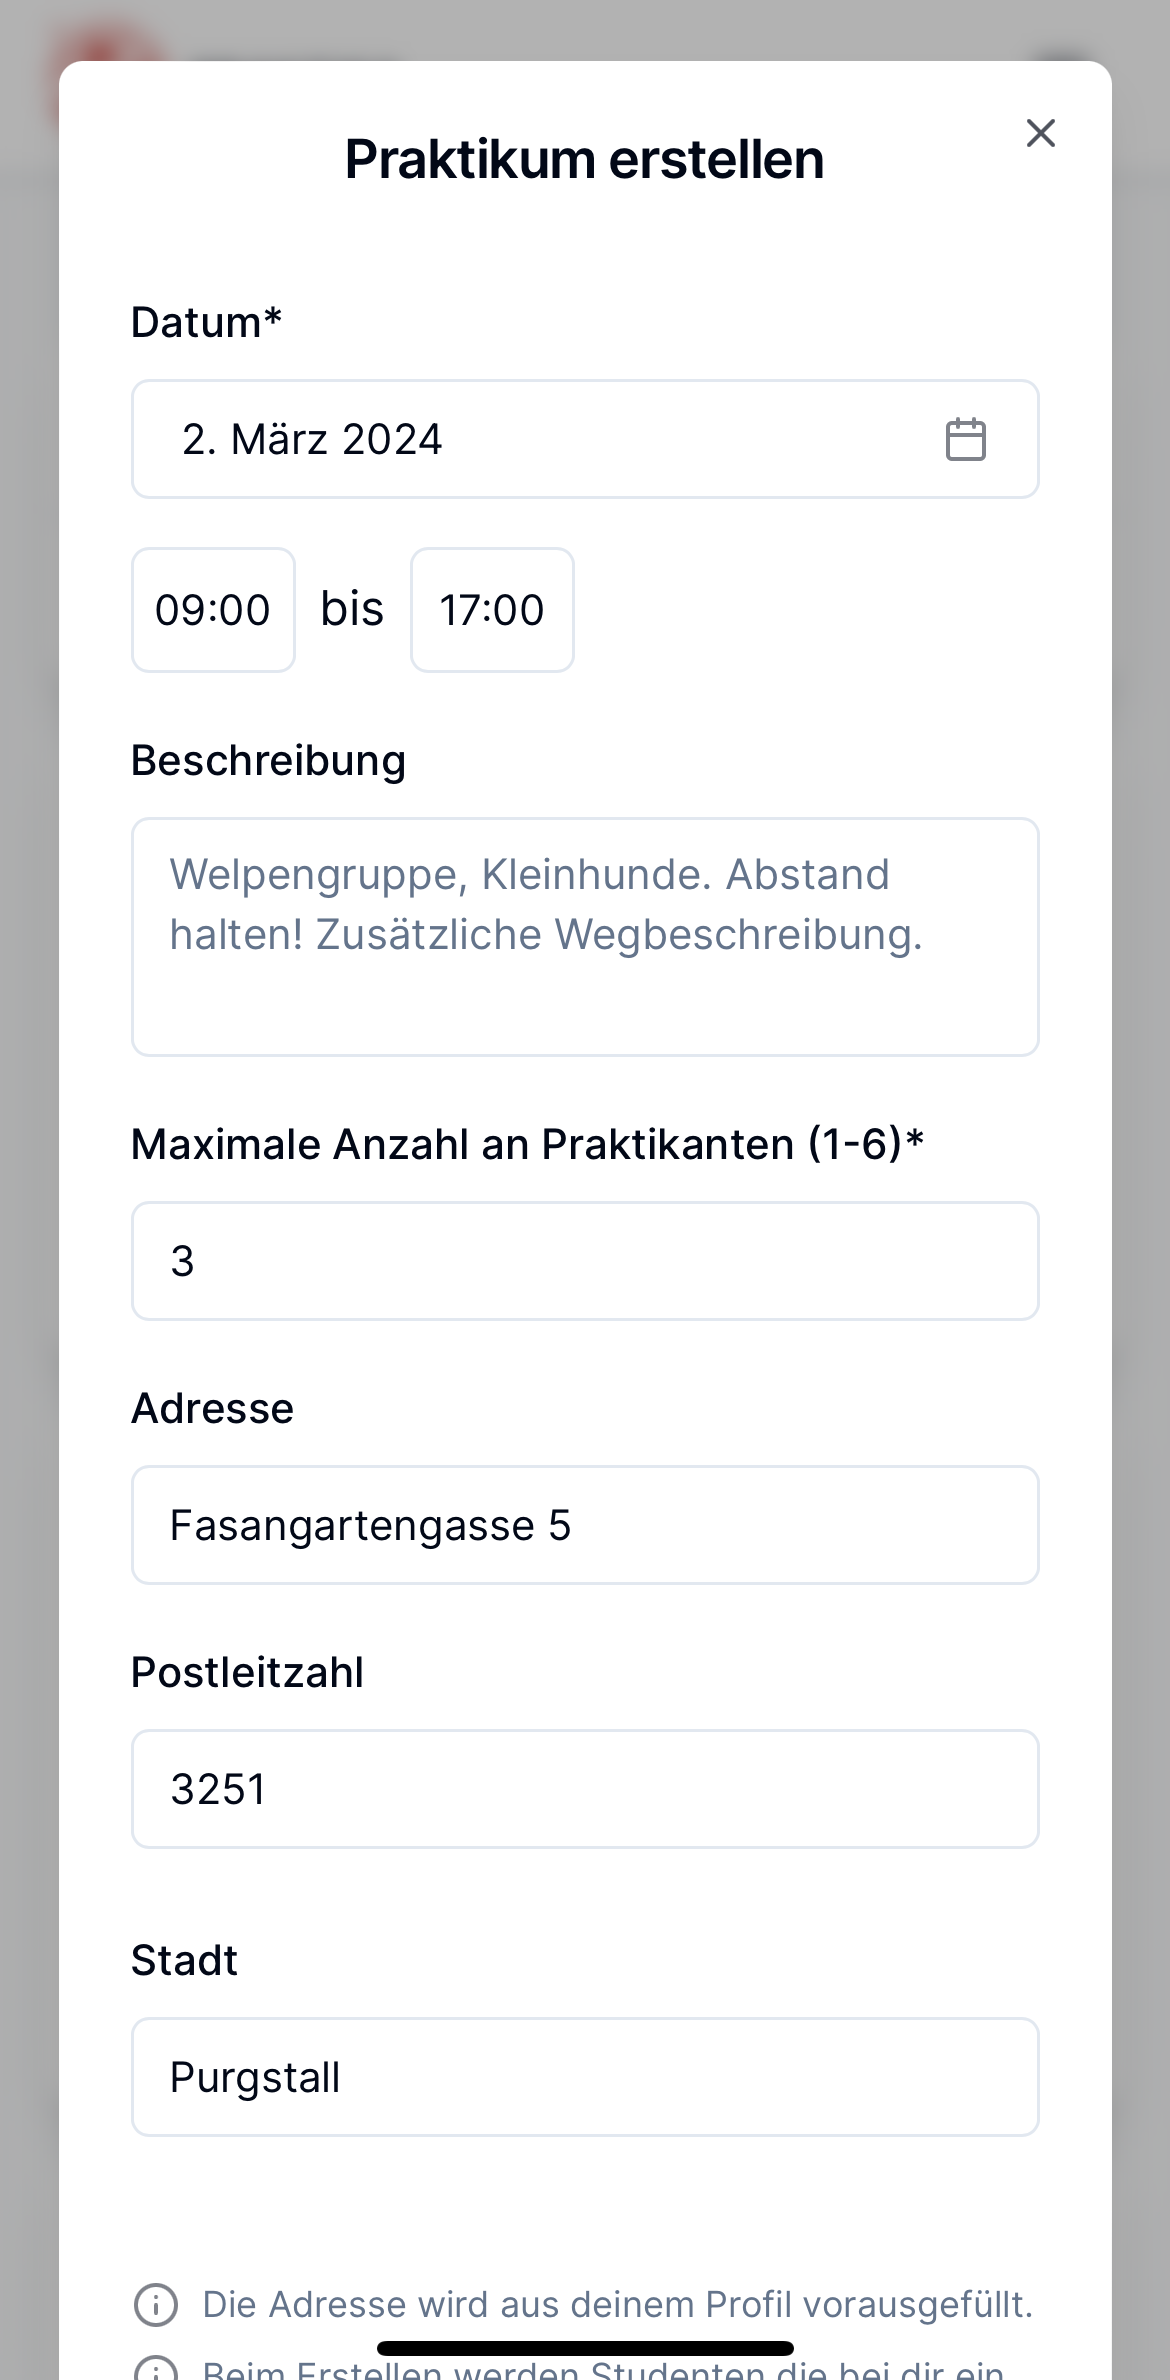 Praktikum erstellen
Datum*
2. März 2024
09:00 bis 17:00
Beschreibung
Welpengruppe, Kleinhunde. Abstand
halten! Zusätzliche Wegbeschreibung.
Maximale Anzahl an Praktikanten (1-6)*
3
Adresse
Fasangartengasse 5
Postleitzahl
3251
Stadt
Purgstall
Die Adresse wird aus deinem Profil vorausgefüllt.
Beim Erstellen werden Studenten die bei dir ein